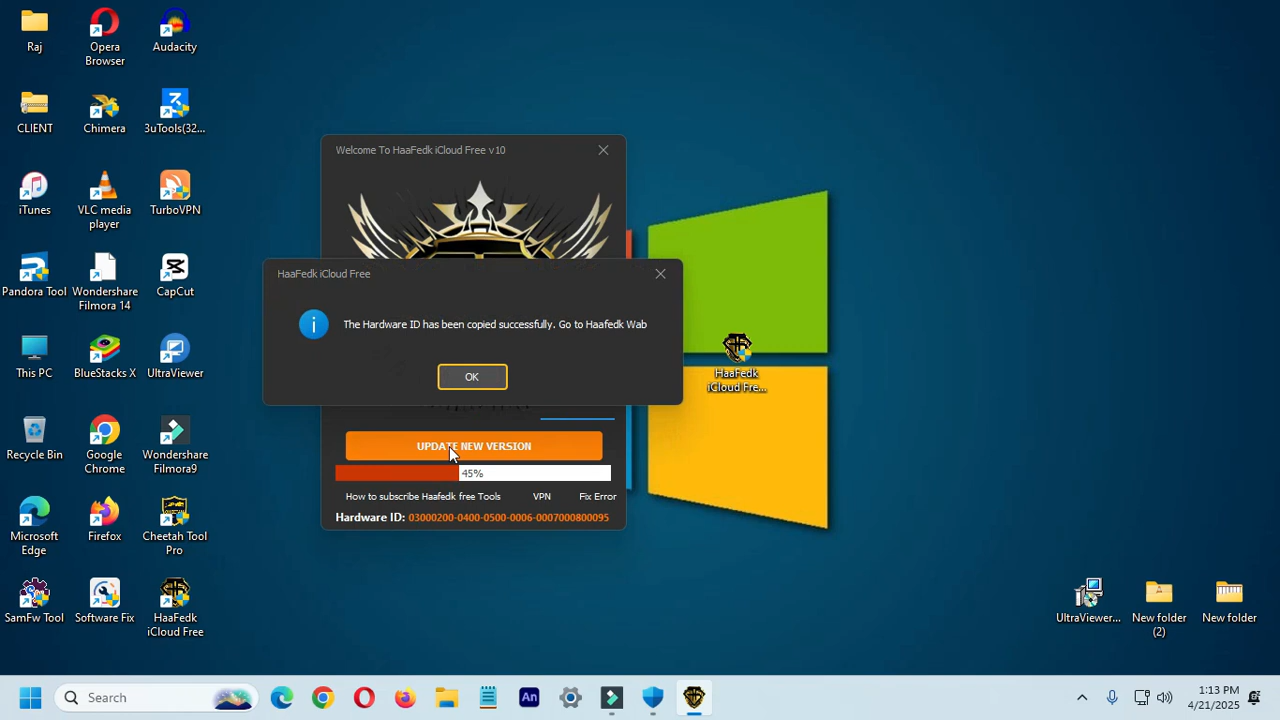 Raj
Opera
Browser
Audacity
CLIENT
Chimera
3uTools(32...
iTunes
VLC media
player
TurboVPN
Pandora Tool
Wondershare
Filmora 14
CapCut
This PC
BlueStacks X
UltraViewer
Recycle Bin
Google
Chrome
Wondershare
Filmora9
Microsoft
Edge
Firefox
Cheetah Tool
Pro
SamFw Tool
Software Fix
HaaFedk
iCloud Free
Welcome To HaaFedk iCloud Free v10
HaaFedk iCloud Free
The Hardware ID has been copied successfully. Go to Haafedk Wab
OK
UPDATE NEW VERSION
45%
How to subscribe Haafedk free Tools
VPN
Fix Error
Hardware ID: 03000200-0400-0500-0006-0007000800095
HaaFedk
iCloud Fre...
UltraViewer...
New folder
(2)
New folder
Search
An
1:13 PM
4/21/2025